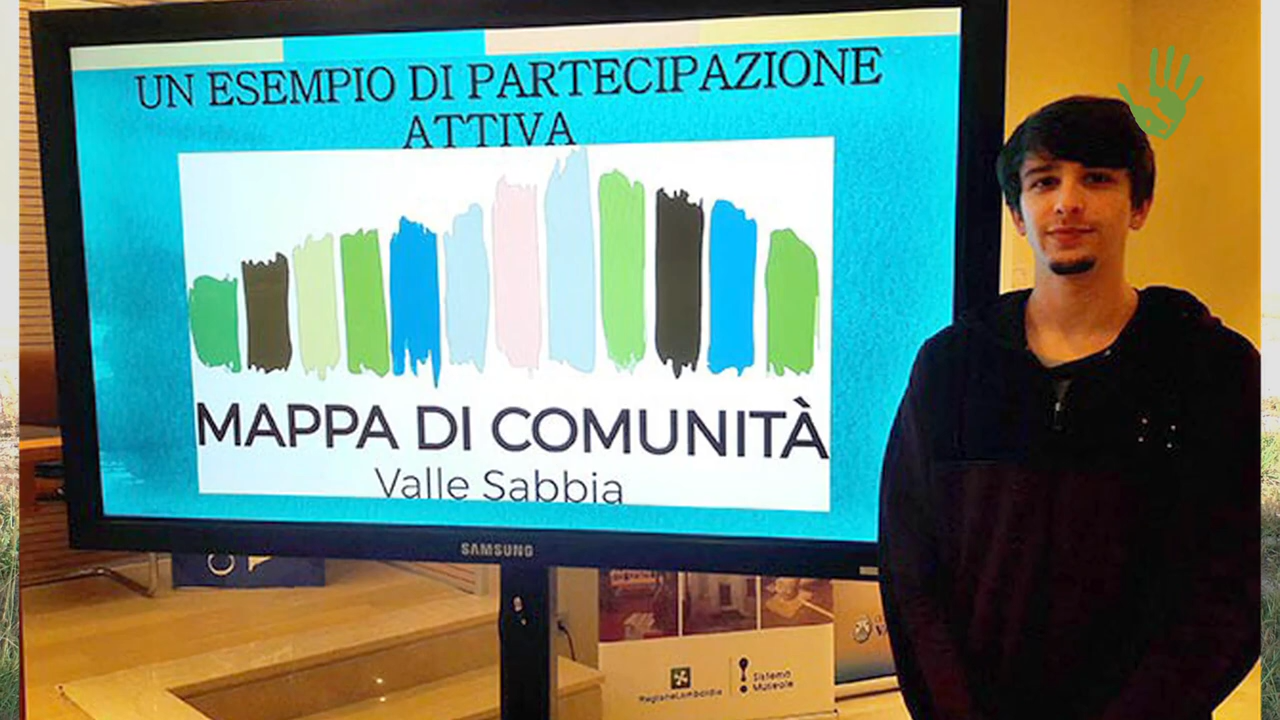 UN ESEMPIO DI PARTECIPAZIONE
ATTIVA
MAPPA DI COMUNITÀ
Valle Sabbia
SAMSUNG
RegioneLombardia
Sistema
Museale